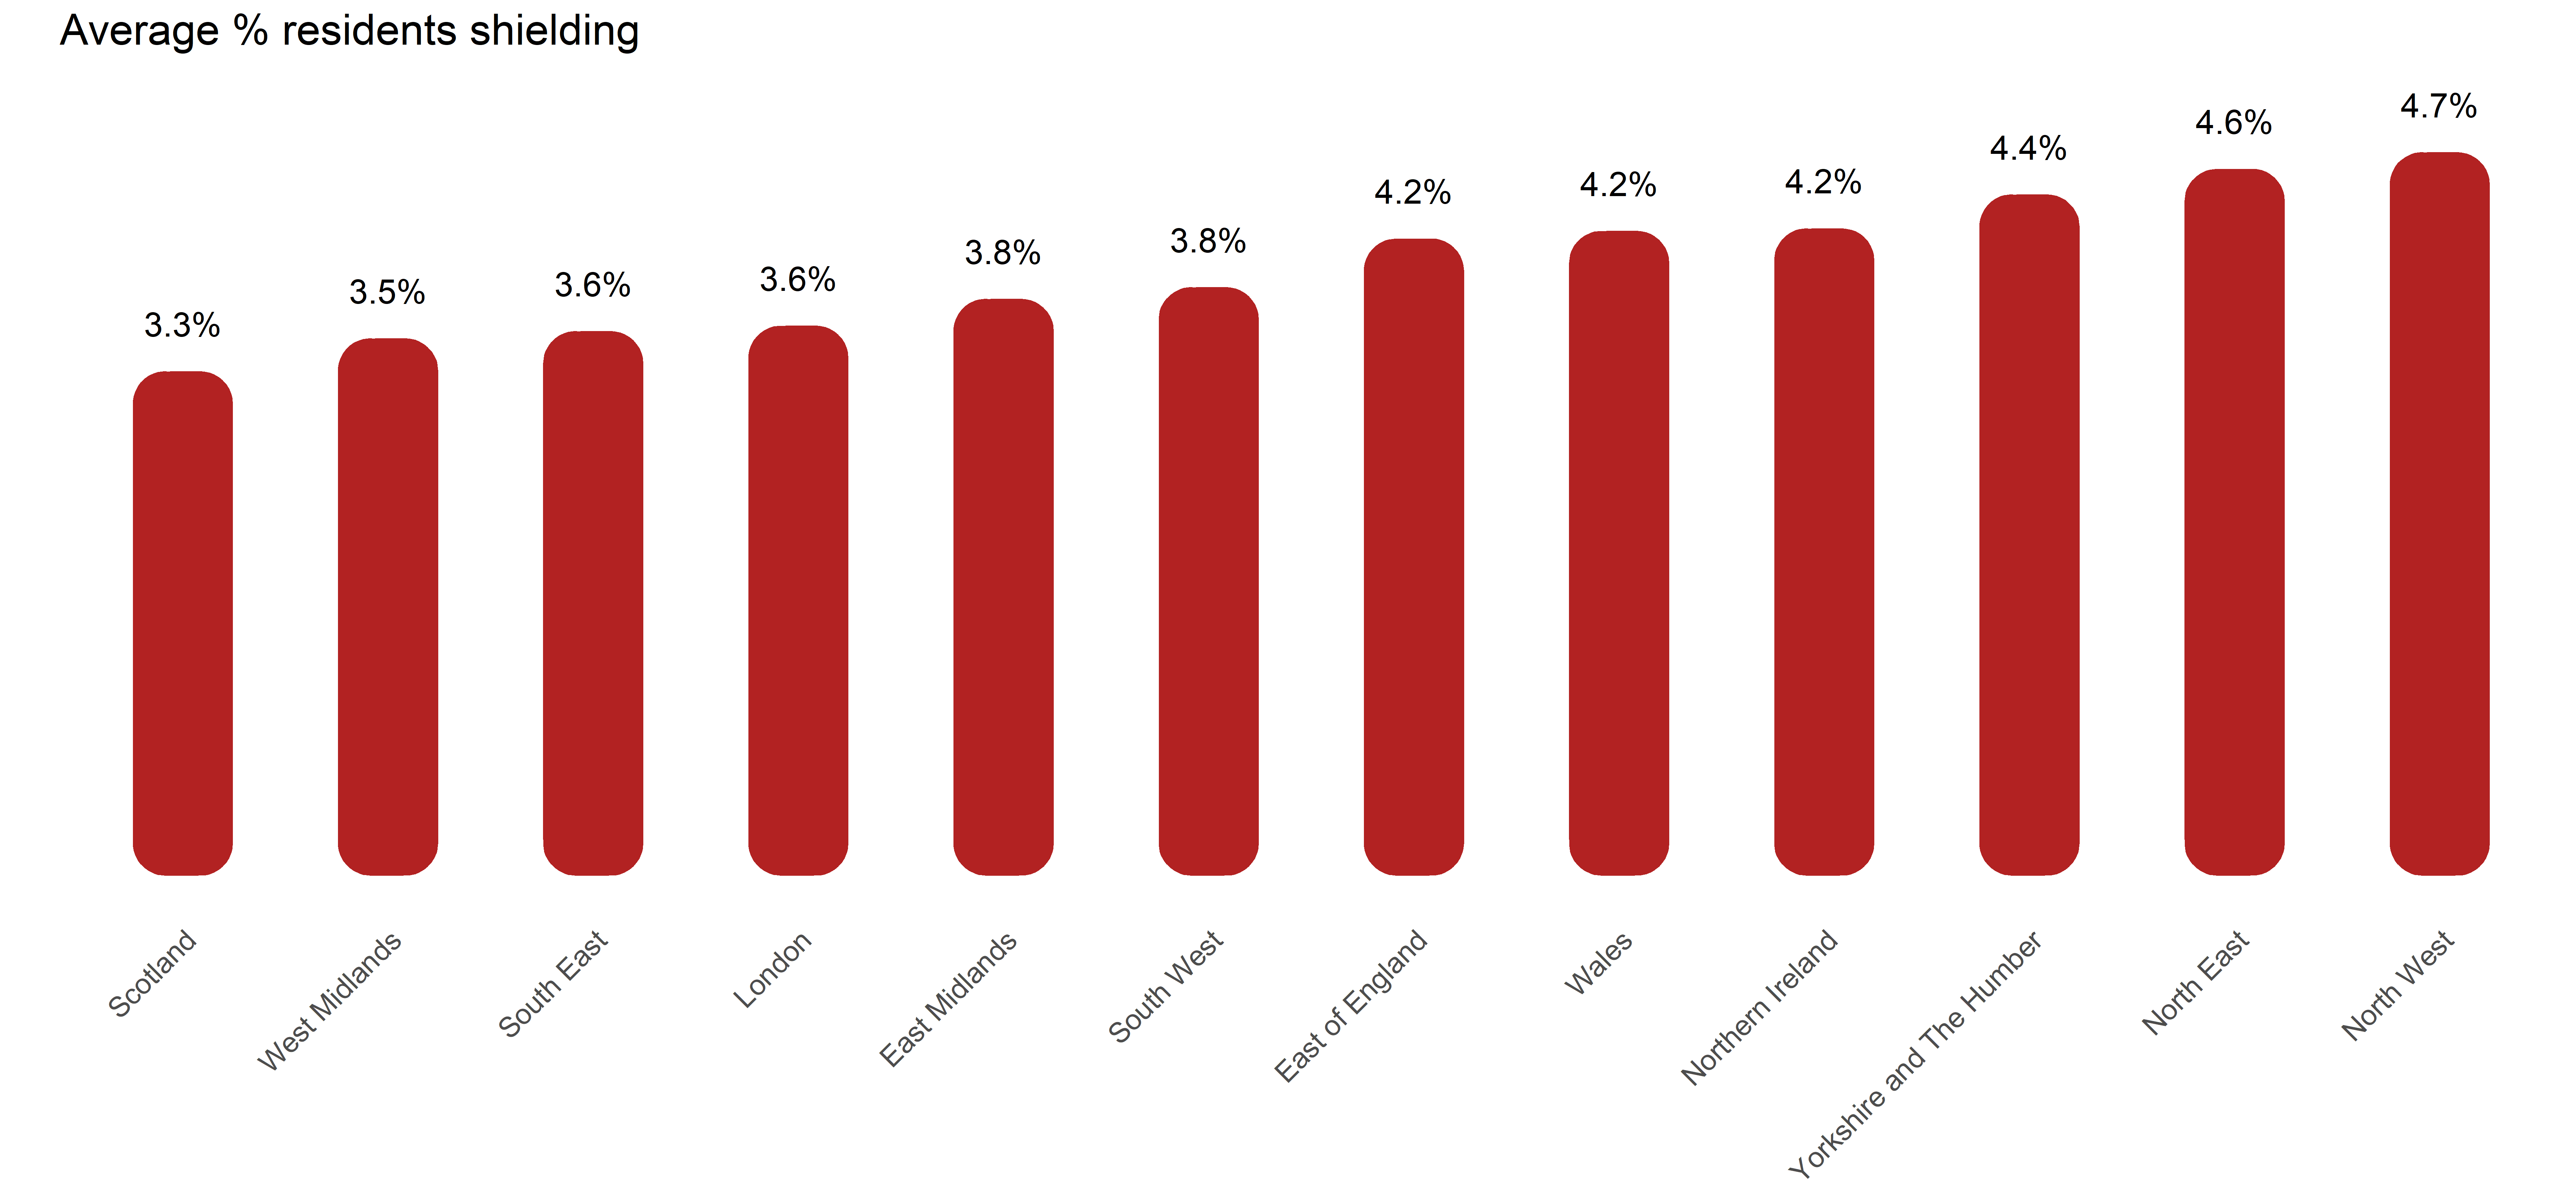 Average % residents shielding
3.3%
3.5%
3.6%
3.6%
3.8%
3.8%
4.2%
4.2%
4.2%
4.4%
4.6%
4.7%
Scotland
West Midlands
South East
London
East Midlands
South West
East of England
Wales
Northern Ireland
Yorkshire and The Humber
North East
North West